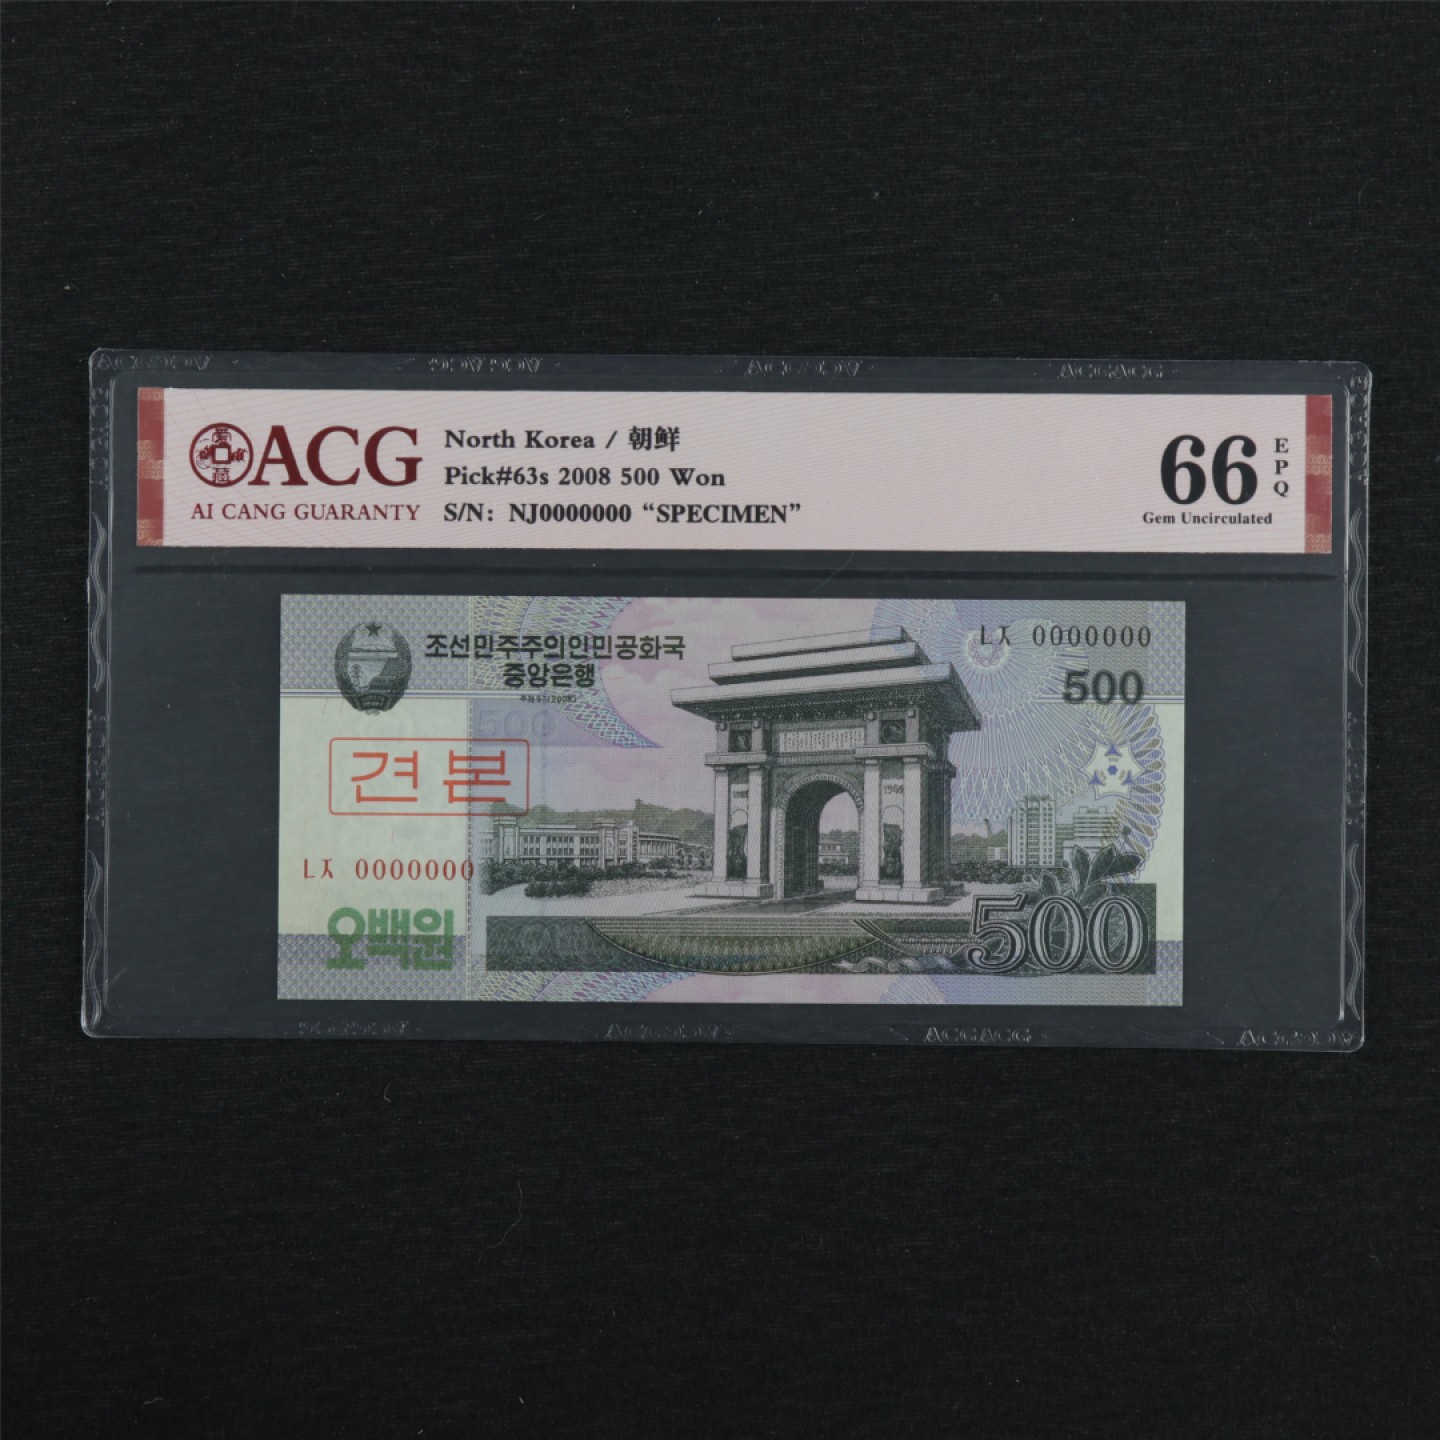 ACG
AI CANG GUARANTY
North Korea / 朝鲜
Pick#63s 2008 500 Won
S/N: NJ0000000 “SPECIMEN”
66
EPQ
Gem Uncirculated
조선민주주의인민공화국
중앙은행
ㄴㅈ 0000000
500
500
견본
ㄴㅈ 0000000
오백원
500